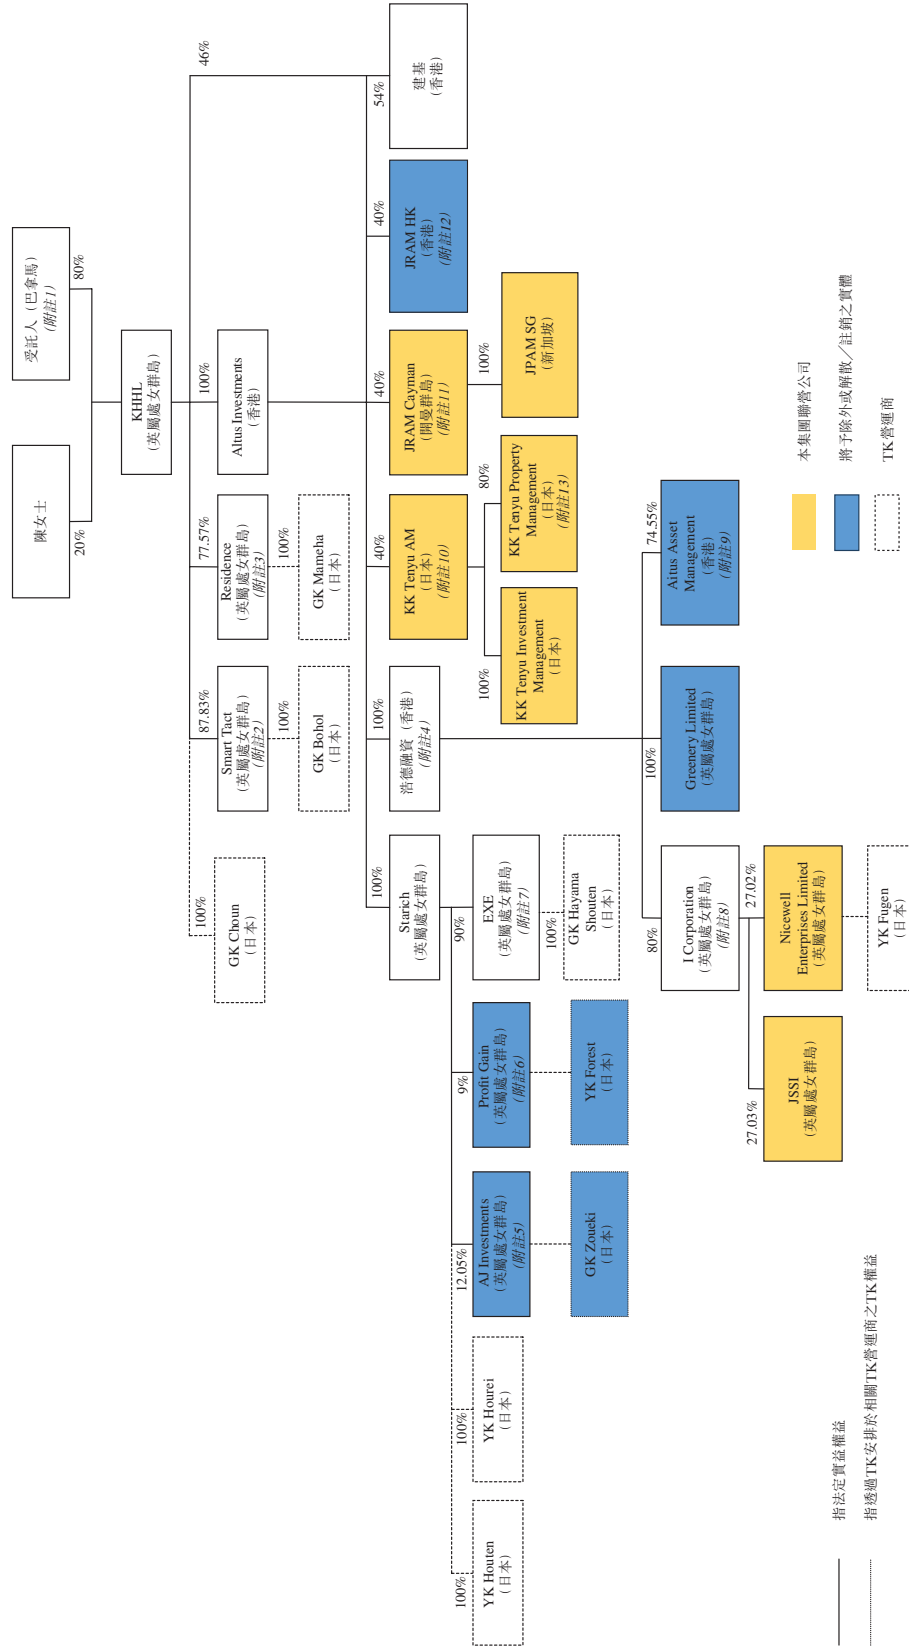 陳女士
20%
受託人（巴拿馬）
(附註1)
80%
KHHL
（英屬處女群島）
100%
46%
87.83%
77.57%
100%
GK Choun
（日本）
Smart Tact
（英屬處女群島）
(附註2)
100%
GK Bohol
（日本）
Residence
（英屬處女群島）
(附註3)
100%
GK Mameha
（日本）
Altus Investments
（香港）
100%
100%
40%
40%
40%
54%
Starich
（英屬處女群島）
浩德融資（香港）
(附註4)
KK Tenyu AM
（日本）
(附註10)
JRAM Cayman
（開曼群島）
(附註11)
JRAM HK
（香港）
(附註12)
建基
（香港）
100%
100%
12.05%
9%
90%
YK Houten
（日本）
YK Hourei
（日本）
AJ Investments
（英屬處女群島）
(附註5)
Profit Gain
（英屬處女群島）
(附註6)
EXE
（英屬處女群島）
(附註7)
100%
80%
100%
KK Tenyu Investment
Management
（日本）
KK Tenyu Property
Management
（日本）
(附註13)
JPAM SG
（新加坡）
GK Zoueki
（日本）
YK Forest
（日本）
100%
GK Hayama
Shouten
（日本）
80%
100%
74.55%
I Corporation
（英屬處女群島）
(附註8)
Greenery Limited
（英屬處女群島）
Aitus Asset
Management
（香港）
(附註9)
27.03%
27.02%
JSSI
（英屬處女群島）
Nicewell
Enterprises Limited
（英屬處女群島）
YK Fugen
（日本）
本集團聯營公司
將予除外或解散／註銷之實體
TK營運商
指法定實益權益
指透過TK安排於相關TK營運商之TK權益